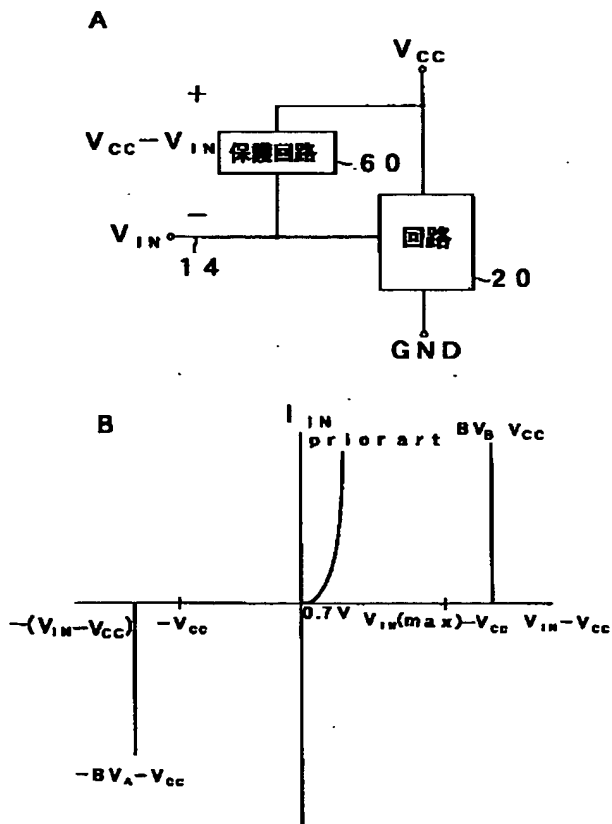 A
V CC
+
V CC−V IN 保護回路 60
−
V IN 回路
14
20
GND
B I IN
prior art BV B V CC
−(V IN−V CC) −V CC 0.7V V IN(max)−V CC V IN−V CC
−BV A−V CC